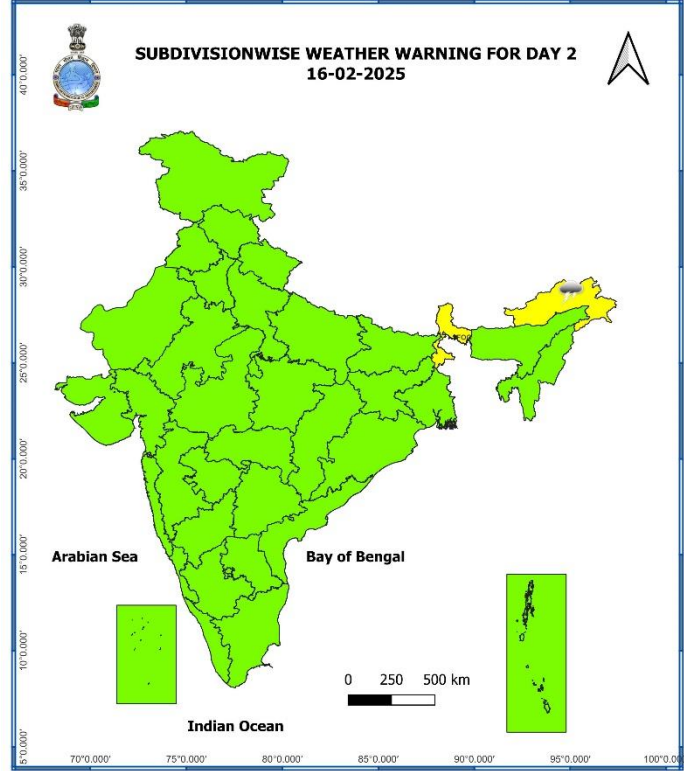 SUBDIVISIONWISE WEATHER WARNING FOR DAY 2
16-02-2025
40°0.000'
35°0.000'
30°0.000'
25°0.000'
20°0.000'
15°0.000'
10°0.000'
5°0.000'
Arabian Sea
Bay of Bengal
0 250 500 km
Indian Ocean
70°0.000' 75°0.000' 80°0.000' 85°0.000' 90°0.000' 95°0.000' 100°0.00